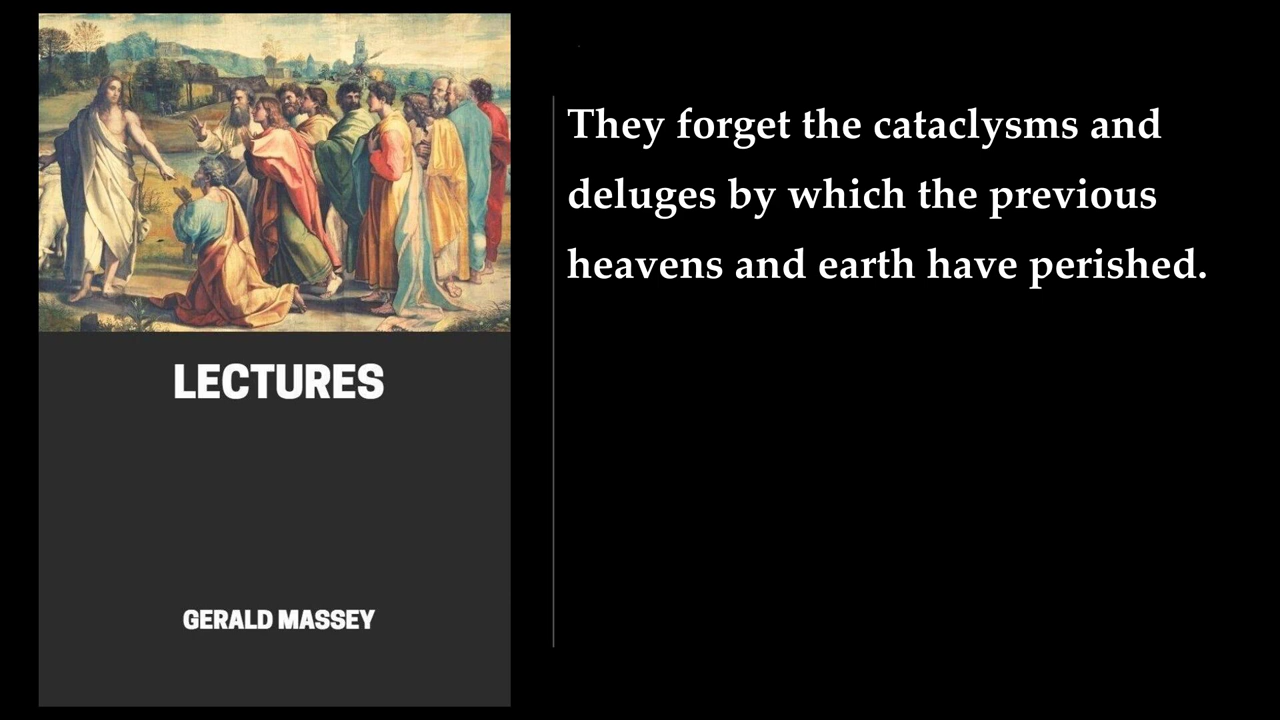 LECTURES
GERALD MASSEY
They forget the cataclysms and
deluges by which the previous
heavens and earth have perished.